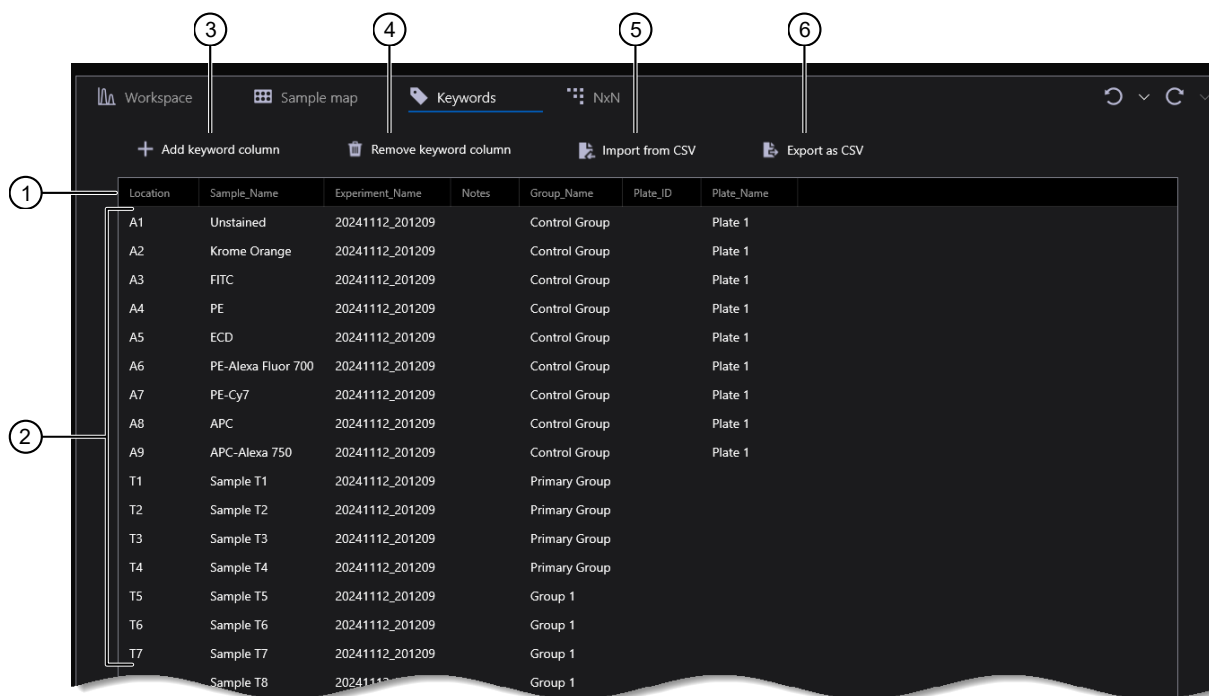 3 4 5 6
Workspace Sample map Keywords NxN
Add keyword column Remove keyword column Import from CSV Export as CSV
1
Location Sample_Name Experiment_Name Notes Group_Name Plate_ID Plate_Name
A1 Unstained 20241112_201209 Control Group Plate 1
A2 Krome Orange 20241112_201209 Control Group Plate 1
A3 FITC 20241112_201209 Control Group Plate 1
A4 PE 20241112_201209 Control Group Plate 1
A5 ECD 20241112_201209 Control Group Plate 1
A6 PE-Alexa Fluor 700 20241112_201209 Control Group Plate 1
A7 PE-Cy7 20241112_201209 Control Group Plate 1
A8 APC 20241112_201209 Control Group Plate 1
2
A9 APC-Alexa 750 20241112_201209 Control Group Plate 1
T1 Sample T1 20241112_201209 Primary Group
T2 Sample T2 20241112_201209 Primary Group
T3 Sample T3 20241112_201209 Primary Group
T4 Sample T4 20241112_201209 Primary Group
T5 Sample T5 20241112_201209 Group 1
T6 Sample T6 20241112_201209 Group 1
T7 Sample T7 20241112_201209 Group 1
Sample T8 Group 1